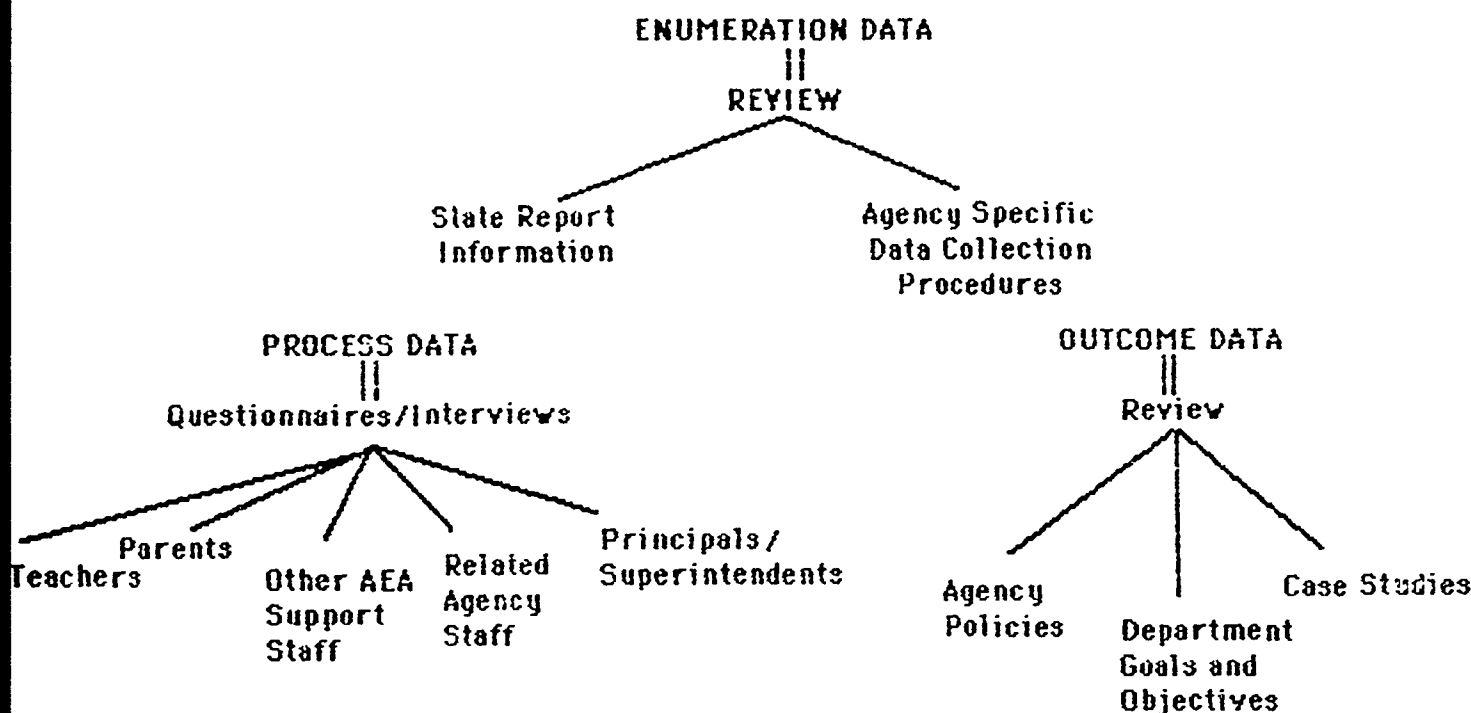 ENUMERATION DATA
REVIEW
State Report
Information
Agency Specific
Data Collection
Procedures
PROCESS DATA
Questionnaires/Interviews
Teachers
Parents
Other AEA
Support
Staff
Related
Agency
Staff
Principals/
Superintendents
OUTCOME DATA
Review
Agency
Policies
Department
Goals and
Objectives
Case Studies